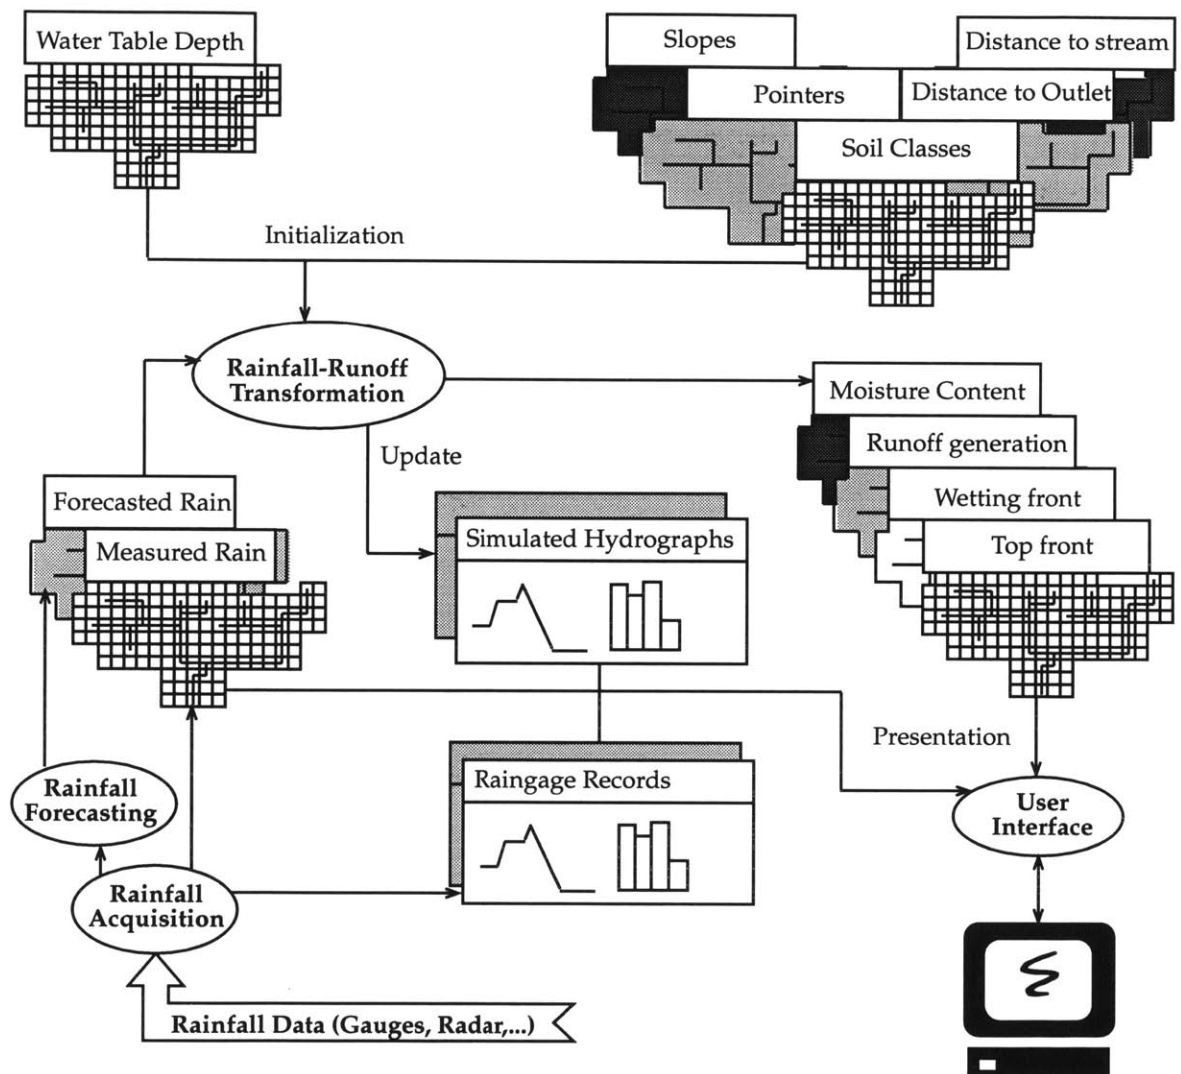 Water Table Depth
Slopes
Distance to stream
Pointers
Distance to Outlet
Soil Classes
Initialization
Rainfall-Runoff
Transformation
Moisture Content
Runoff generation
Wetting front
Top front
Update
Forecasted Rain
Measured Rain
Simulated Hydrographs
Presentation
Raingage Records
Rainfall
Forecasting
User
Interface
Rainfall
Acquisition
Rainfall Data (Gauges, Radar,...)